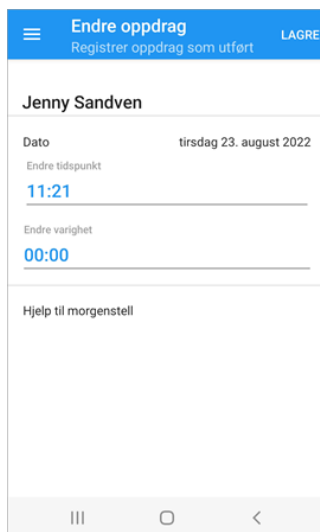 Endre oppdrag
Registrer oppdrag som utført
LAGRE
Jenny Sandven
Dato tirsdag 23. august 2022
Endre tidspunkt
11:21
Endre varighet
00:00
Hjelp til morgenstell